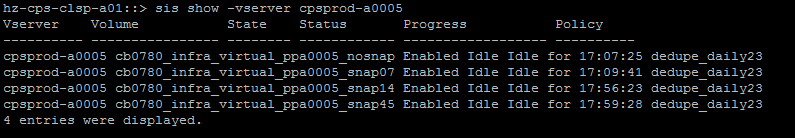 hz-cps-clsp-a01::> sis show -vserver cpsprod-a0005
Vserver    Volume           State    Status      Progress           Policy
---------- ---------------- -------- ----------- ------------------ ----------
cpsprod-a0005 cb0780_infra_virtual_ppa0005_nosnap Enabled Idle Idle for 17:07:25 dedupe_daily23
cpsprod-a0005 cb0780_infra_virtual_ppa0005_snap07 Enabled Idle Idle for 17:09:41 dedupe_daily23
cpsprod-a0005 cb0780_infra_virtual_ppa0005_snap14 Enabled Idle Idle for 17:56:23 dedupe_daily23
cpsprod-a0005 cb0780_infra_virtual_ppa0005_snap45 Enabled Idle Idle for 17:59:28 dedupe_daily23
4 entries were displayed.